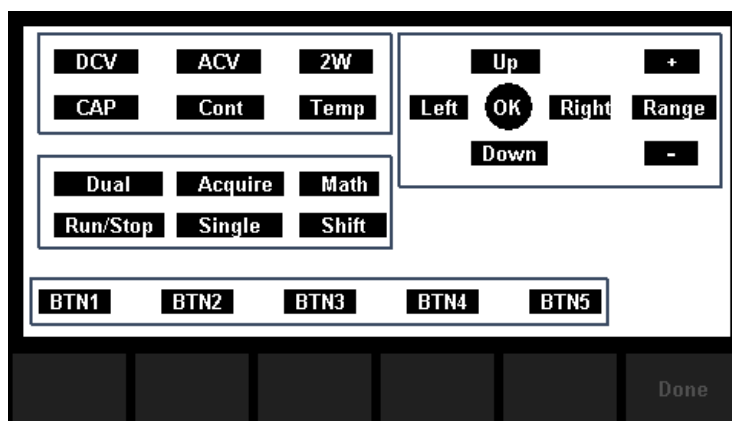 DCV ACV 2W
CAP Cont Temp
Up +
Left OK Right Range
Down -
Dual Acquire Math
Run/Stop Single Shift
BTN1 BTN2 BTN3 BTN4 BTN5
Done